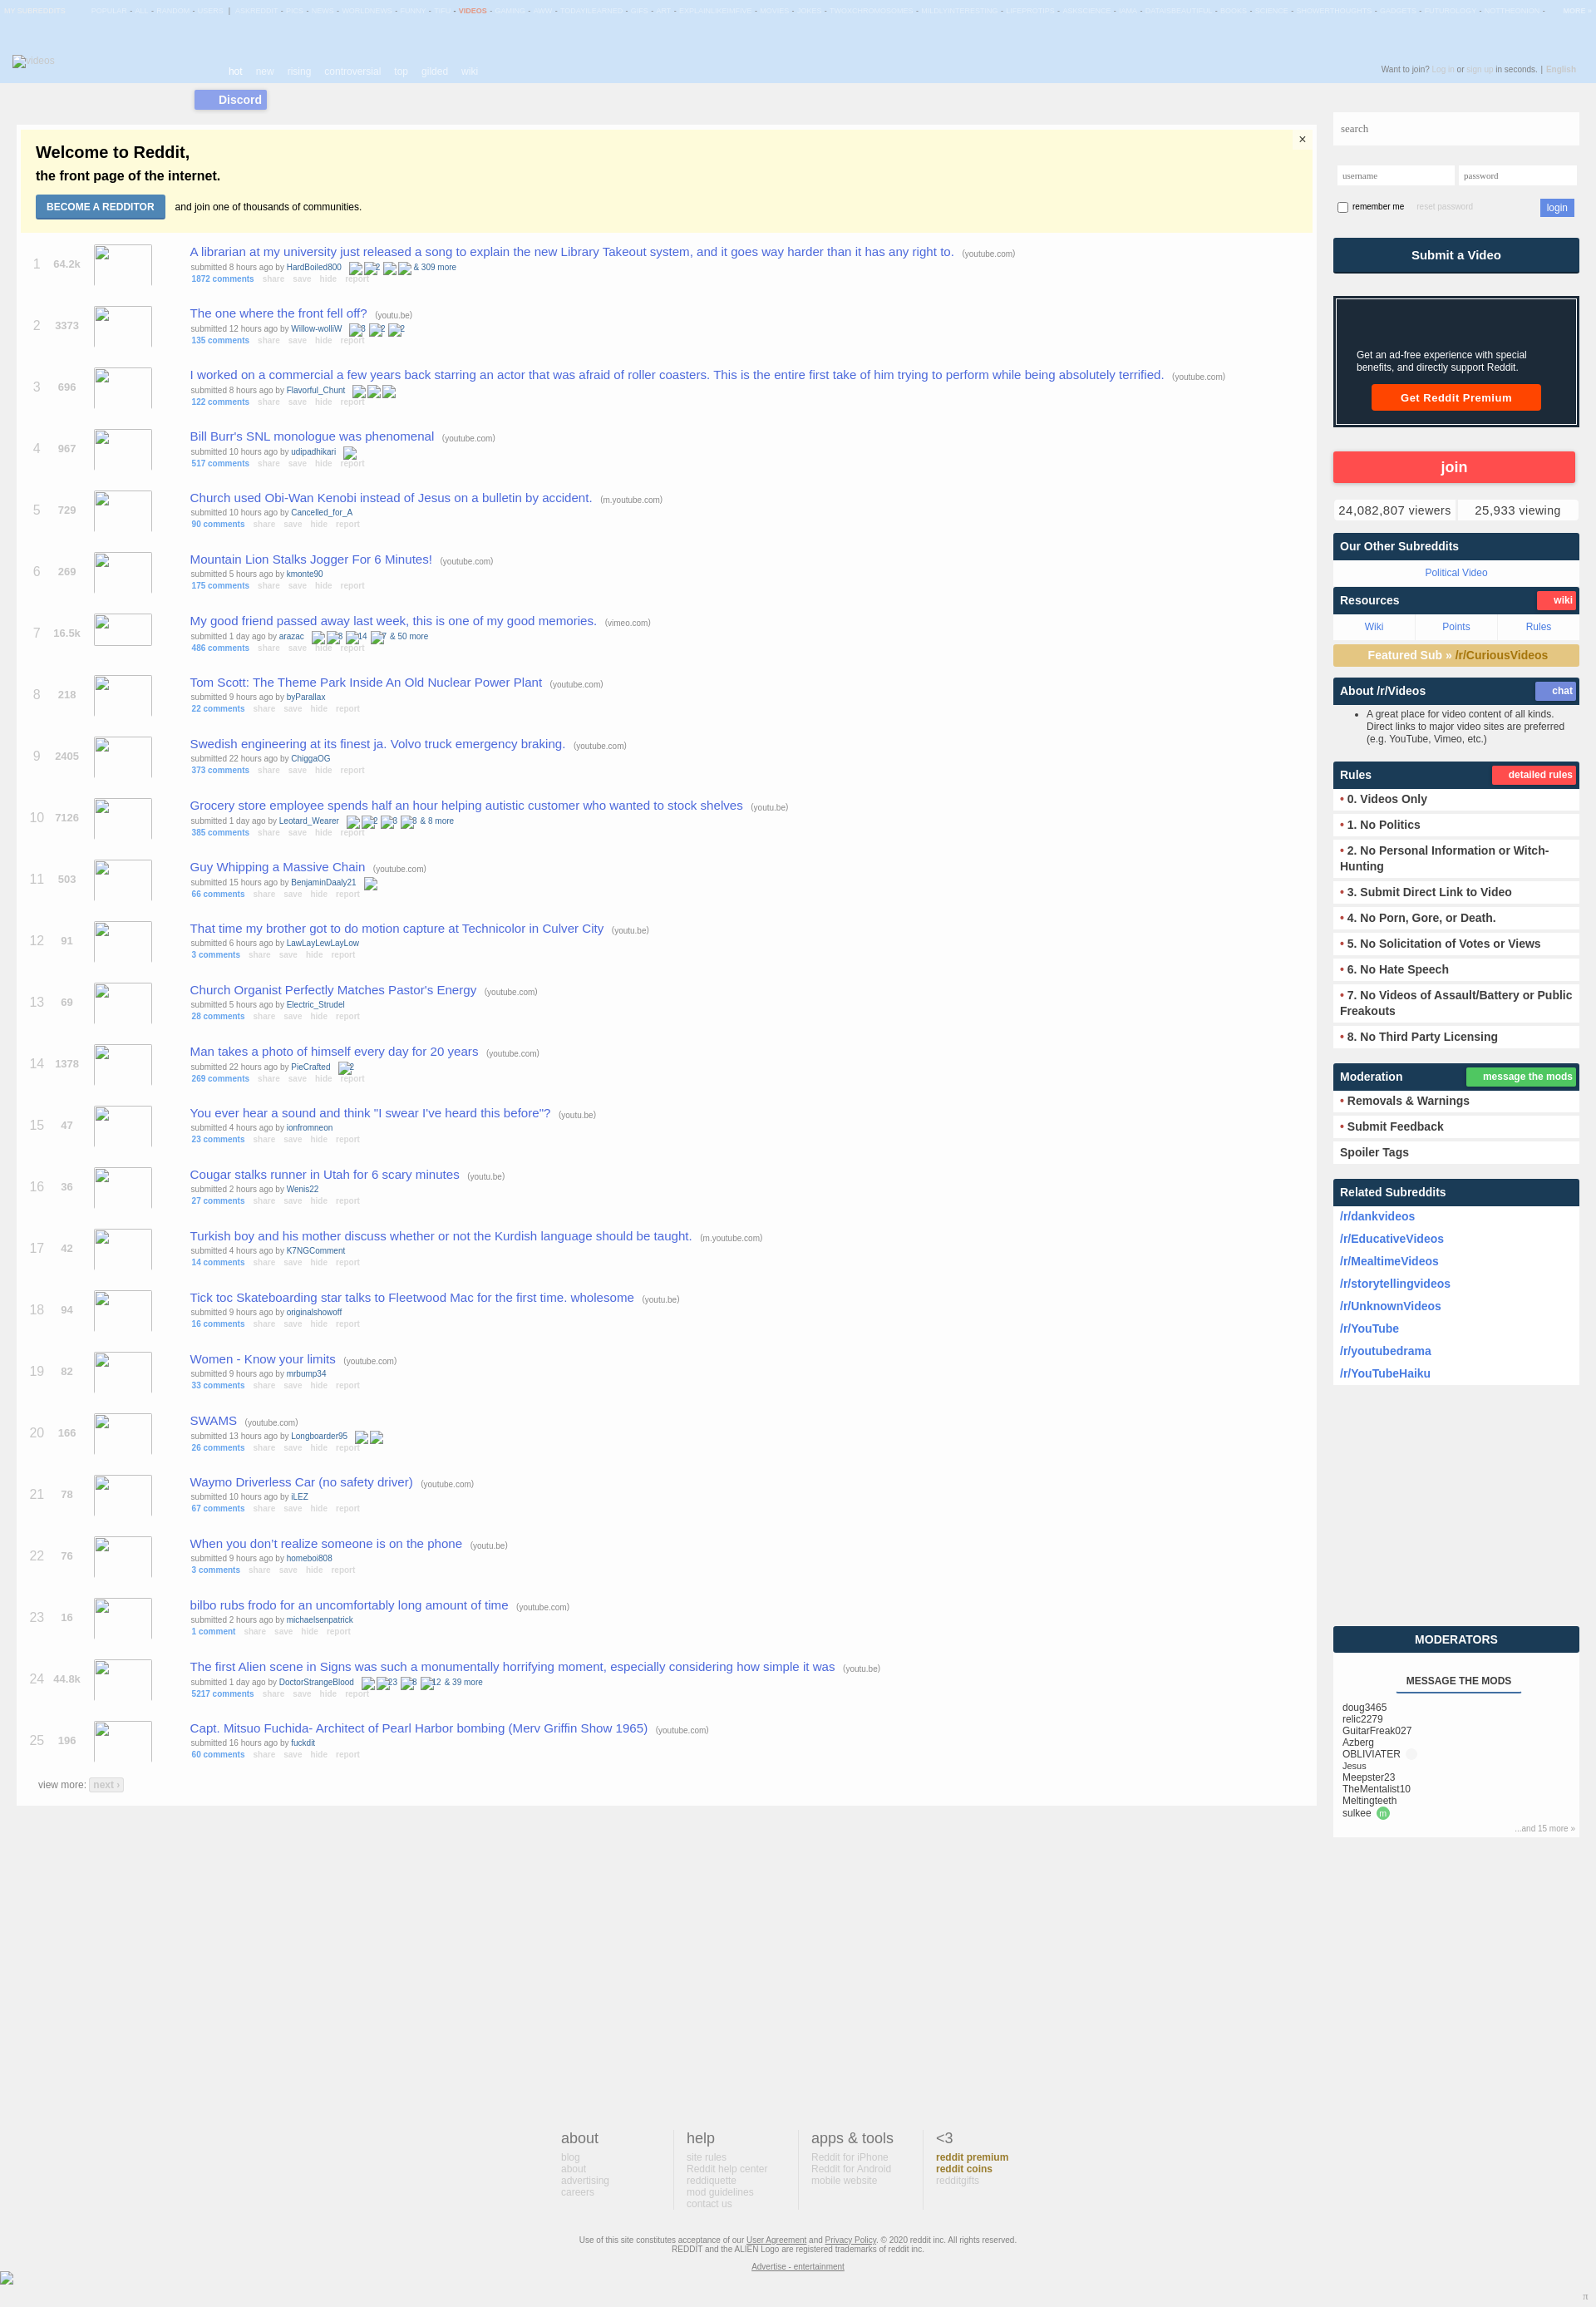 MY SUBREDDITS
POPULAR - ALL - RANDOM - USERS | ASKREDDIT - PICS - NEWS - WORLDNEWS - FUNNY - TIFU - VIDEOS - GAMING - AWW - TODAYILEARNED - GIFS - ART - EXPLAINLIKEIMFIVE - MOVIES - JOKES - TWOXCHROMOSOMES - MILDLYINTERESTING - LIFEPROTIPS - ASKSCIENCE - IAMA - DATAISBEAUTIFUL - BOOKS - SCIENCE - SHOWERTHOUGHTS - GADGETS - FUTUROLOGY - NOTTHEONION -
MORE »
videos
hot new rising controversial top gilded wiki
Want to join? Log in or sign up in seconds. | English
Discord
search
×
Welcome to Reddit,
the front page of the internet.
BECOME A REDDITOR and join one of thousands of communities.
username password
remember me reset password login
Submit a Video
1 64.2k
A librarian at my university just released a song to explain the new Library Takeout system, and it goes way harder than it has any right to. (youtube.com)
submitted 8 hours ago by HardBoiled800 2 & 309 more
1872 comments share save hide report
2 3373
The one where the front fell off? (youtu.be)
submitted 12 hours ago by Willow-wolliW 3 2 2
135 comments share save hide report
3 696
I worked on a commercial a few years back starring an actor that was afraid of roller coasters. This is the entire first take of him trying to perform while being absolutely terrified. (youtube.com)
submitted 8 hours ago by Flavorful_Chunt
122 comments share save hide report
4 967
Bill Burr's SNL monologue was phenomenal (youtube.com)
submitted 10 hours ago by udipadhikari
517 comments share save hide report
5 729
Church used Obi-Wan Kenobi instead of Jesus on a bulletin by accident. (m.youtube.com)
submitted 10 hours ago by Cancelled_for_A
90 comments share save hide report
6 269
Mountain Lion Stalks Jogger For 6 Minutes! (youtube.com)
submitted 5 hours ago by kmonte90
175 comments share save hide report
7 16.5k
My good friend passed away last week, this is one of my good memories. (vimeo.com)
submitted 1 day ago by arazac 3 14 7 & 50 more
486 comments share save hide report
8 218
Tom Scott: The Theme Park Inside An Old Nuclear Power Plant (youtube.com)
submitted 9 hours ago by byParallax
22 comments share save hide report
9 2405
Swedish engineering at its finest ja. Volvo truck emergency braking. (youtube.com)
submitted 22 hours ago by ChiggaOG
373 comments share save hide report
10 7126
Grocery store employee spends half an hour helping autistic customer who wanted to stock shelves (youtu.be)
submitted 1 day ago by Leotard_Wearer 2 3 3 & 8 more
385 comments share save hide report
11 503
Guy Whipping a Massive Chain (youtube.com)
submitted 15 hours ago by BenjaminDaaly21
66 comments share save hide report
12 91
That time my brother got to do motion capture at Technicolor in Culver City (youtu.be)
submitted 6 hours ago by LawLayLewLayLow
3 comments share save hide report
13 69
Church Organist Perfectly Matches Pastor's Energy (youtube.com)
submitted 5 hours ago by Electric_Strudel
28 comments share save hide report
14 1378
Man takes a photo of himself every day for 20 years (youtube.com)
submitted 22 hours ago by PieCrafted 2
269 comments share save hide report
15 47
You ever hear a sound and think "I swear I've heard this before"? (youtu.be)
submitted 4 hours ago by ionfromneon
23 comments share save hide report
16 36
Cougar stalks runner in Utah for 6 scary minutes (youtu.be)
submitted 2 hours ago by Wenis22
27 comments share save hide report
17 42
Turkish boy and his mother discuss whether or not the Kurdish language should be taught. (m.youtube.com)
submitted 4 hours ago by K7NGComment
14 comments share save hide report
18 94
Tick toc Skateboarding star talks to Fleetwood Mac for the first time. wholesome (youtu.be)
submitted 9 hours ago by originalshowoff
16 comments share save hide report
19 82
Women - Know your limits (youtube.com)
submitted 9 hours ago by mrbump34
33 comments share save hide report
20 166
SWAMS (youtube.com)
submitted 13 hours ago by Longboarder95
26 comments share save hide report
21 78
Waymo Driverless Car (no safety driver) (youtube.com)
submitted 10 hours ago by iLEZ
67 comments share save hide report
22 76
When you don't realize someone is on the phone (youtu.be)
submitted 9 hours ago by homeboi808
3 comments share save hide report
23 16
bilbo rubs frodo for an uncomfortably long amount of time (youtube.com)
submitted 2 hours ago by michaelsenpatrick
1 comment share save hide report
24 44.8k
The first Alien scene in Signs was such a monumentally horrifying moment, especially considering how simple it was (youtu.be)
submitted 1 day ago by DoctorStrangeBlood 23 8 12 & 39 more
5217 comments share save hide report
25 196
Capt. Mitsuo Fuchida- Architect of Pearl Harbor bombing (Merv Griffin Show 1965) (youtube.com)
submitted 16 hours ago by fuckdit
60 comments share save hide report
view more: next ›
Get an ad-free experience with special
benefits, and directly support Reddit.
Get Reddit Premium
join
24,082,807 viewers 25,933 viewing
Our Other Subreddits
Political Video
Resources wiki
Wiki Points Rules
Featured Sub » /r/CuriousVideos
About /r/Videos chat
• A great place for video content of all kinds.
Direct links to major video sites are preferred
(e.g. YouTube, Vimeo, etc.)
Rules detailed rules
• 0. Videos Only
• 1. No Politics
• 2. No Personal Information or Witch-
Hunting
• 3. Submit Direct Link to Video
• 4. No Porn, Gore, or Death.
• 5. No Solicitation of Votes or Views
• 6. No Hate Speech
• 7. No Videos of Assault/Battery or Public
Freakouts
• 8. No Third Party Licensing
Moderation message the mods
• Removals & Warnings
• Submit Feedback
Spoiler Tags
Related Subreddits
/r/dankvideos
/r/EducativeVideos
/r/MealtimeVideos
/r/storytellingvideos
/r/UnknownVideos
/r/YouTube
/r/youtubedrama
/r/YouTubeHaiku
MODERATORS
MESSAGE THE MODS
doug3465
relic2279
GuitarFreak027
Azberg
OBLIVIATER
Jesus
Meepster23
TheMentalist10
Meltingteeth
sulkee m
...and 15 more »
about
blog
about
advertising
careers
help
site rules
Reddit help center
reddiquette
mod guidelines
contact us
apps & tools
Reddit for iPhone
Reddit for Android
mobile website
<3
reddit premium
reddit coins
redditgifts
Use of this site constitutes acceptance of our User Agreement and Privacy Policy. © 2020 reddit inc. All rights reserved.
REDDIT and the ALIEN Logo are registered trademarks of reddit inc.
Advertise - entertainment
π